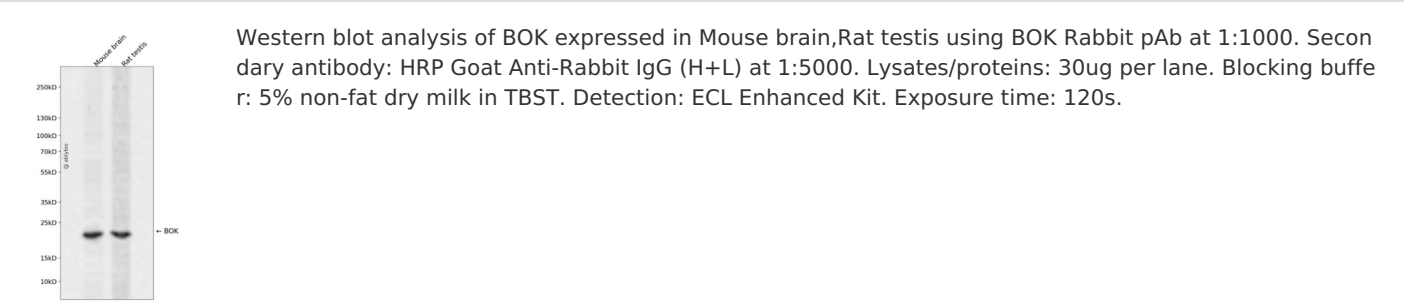 Mouse brain
Rat testis
Western blot analysis of BOK expressed in Mouse brain,Rat testis using BOK Rabbit pAb at 1:1000. Secon
dary antibody: HRP Goat Anti-Rabbit IgG (H+L) at 1:5000. Lysates/proteins: 30ug per lane. Blocking buffe
r: 5% non-fat dry milk in TBST. Detection: ECL Enhanced Kit. Exposure time: 120s.
250kD
130kD
100kD
70kD
55kD
35kD
25kD
← BOK
15kD
10kD